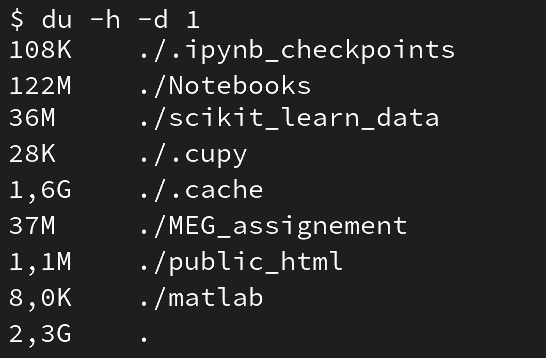 $ du -h -d 1
108K    ./.ipynb_checkpoints
122M    ./Notebooks
36M     ./scikit_learn_data
28K     ./.cupy
1,6G    ./.cache
37M     ./MEG_assignement
1,1M    ./public_html
8,0K    ./matlab
2,3G    .